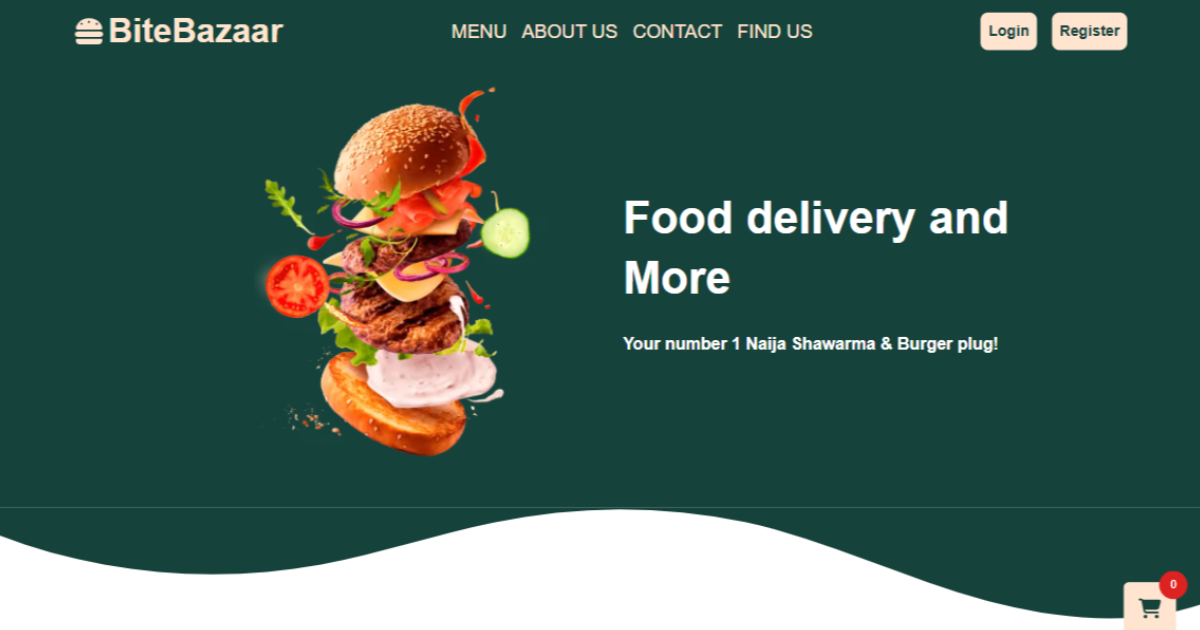 BiteBazaar
MENU ABOUT US CONTACT FIND US
Login Register
Food delivery and
More
Your number 1 Naija Shawarma & Burger plug!
0